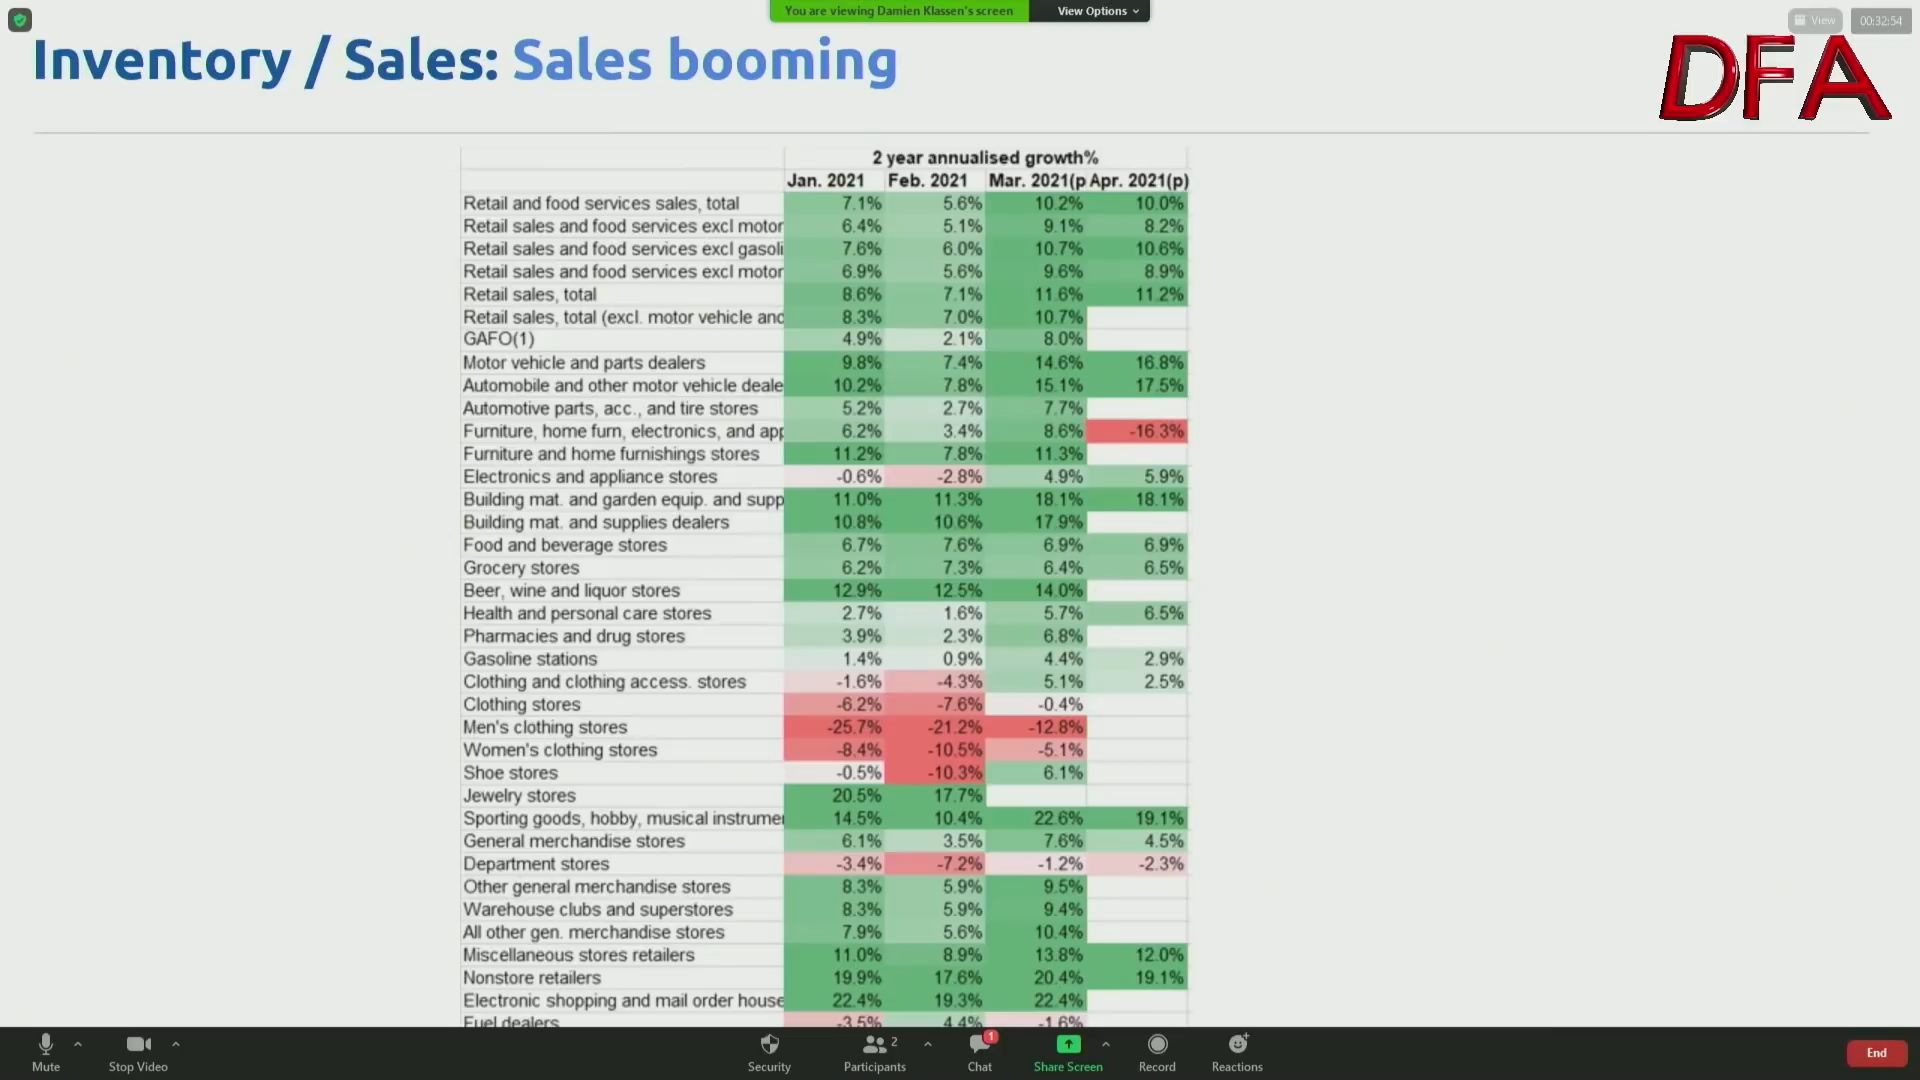 You are viewing Damien Klassen's screen View Options
View 00:32:54
Inventory / Sales: Sales booming
DFA
2 year annualised growth%
Jan. 2021 Feb. 2021 Mar. 2021(p Apr. 2021(p)
Retail and food services sales, total 7.1% 5.6% 10.2% 10.0%
Retail sales and food services excl motor 6.4% 5.1% 9.1% 8.2%
Retail sales and food services excl gasoli 7.6% 6.0% 10.7% 10.6%
Retail sales and food services excl motor 6.9% 5.6% 9.6% 8.9%
Retail sales, total 8.6% 7.1% 11.6% 11.2%
Retail sales, total (excl. motor vehicle and 8.3% 7.0% 10.7%
GAFO(1) 4.9% 2.1% 8.0%
Motor vehicle and parts dealers 9.8% 7.4% 14.6% 16.8%
Automobile and other motor vehicle deale 10.2% 7.8% 15.1% 17.5%
Automotive parts, acc., and tire stores 5.2% 2.7% 7.7%
Furniture, home furn, electronics, and app 6.2% 3.4% 8.6% -16.3%
Furniture and home furnishings stores 11.2% 7.8% 11.3%
Electronics and appliance stores -0.6% -2.8% 4.9% 5.9%
Building mat. and garden equip. and supp 11.0% 11.3% 18.1% 18.1%
Building mat. and supplies dealers 10.8% 10.6% 17.9%
Food and beverage stores 6.7% 7.6% 6.9% 6.9%
Grocery stores 6.2% 7.3% 6.4% 6.5%
Beer, wine and liquor stores 12.9% 12.5% 14.0%
Health and personal care stores 2.7% 1.6% 5.7% 6.5%
Pharmacies and drug stores 3.9% 2.3% 6.8%
Gasoline stations 1.4% 0.9% 4.4% 2.9%
Clothing and clothing access. stores -1.6% -4.3% 5.1% 2.5%
Clothing stores -6.2% -7.6% -0.4%
Men's clothing stores -25.7% -21.2% -12.8%
Women's clothing stores -8.4% -10.5% -5.1%
Shoe stores -0.5% -10.3% 6.1%
Jewelry stores 20.5% 17.7%
Sporting goods, hobby, musical instrumen 14.5% 10.4% 22.6% 19.1%
General merchandise stores 6.1% 3.5% 7.6% 4.5%
Department stores -3.4% -7.2% -1.2% -2.3%
Other general merchandise stores 8.3% 5.9% 9.5%
Warehouse clubs and superstores 8.3% 5.9% 9.4%
All other gen. merchandise stores 7.9% 5.6% 10.4%
Miscellaneous stores retailers 11.0% 8.9% 13.8% 12.0%
Nonstore retailers 19.9% 17.6% 20.4% 19.1%
Electronic shopping and mail order house 22.4% 19.3% 22.4%
Fuel dealers -3.5% 4.4% -1.6%
Mute Stop Video Security Participants 2 Chat 1 Share Screen Record Reactions End